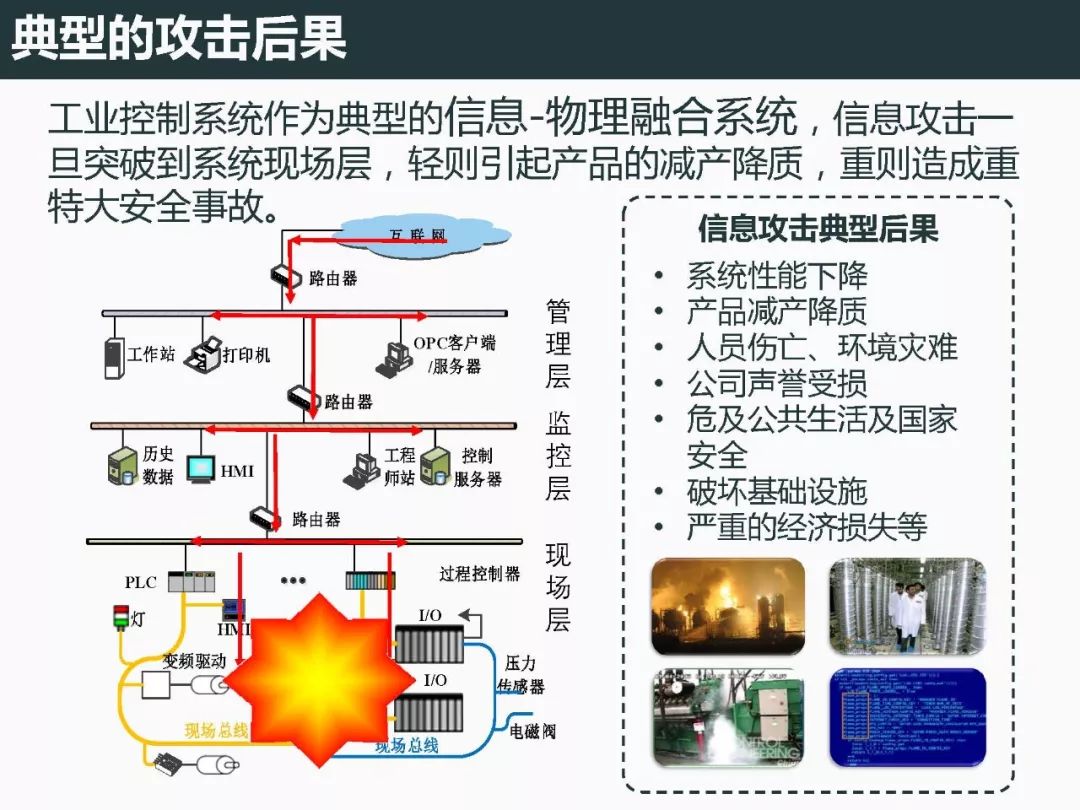 典型的攻击后果
工业控制系统作为典型的信息-物理融合系统，信息攻击一
旦突破到系统现场层，轻则引起产品的减产降质，重则造成重
特大安全事故。
互联网
路由器
工作站
打印机
OPC客户端
/服务器
管理层
路由器
历史
数据
HMI
工程
师站
控制
服务器
监控层
路由器
PLC
•••
过程控制器
现场层
灯
HMI
I/O
变频驱动
I/O
压力
传感器
电磁阀
现场总线
现场总线
信息攻击典型后果
• 系统性能下降
• 产品减产降质
• 人员伤亡、环境灾难
• 公司声誉受损
• 危及公共生活及国家
安全
• 破坏基础设施
• 严重的经济损失等